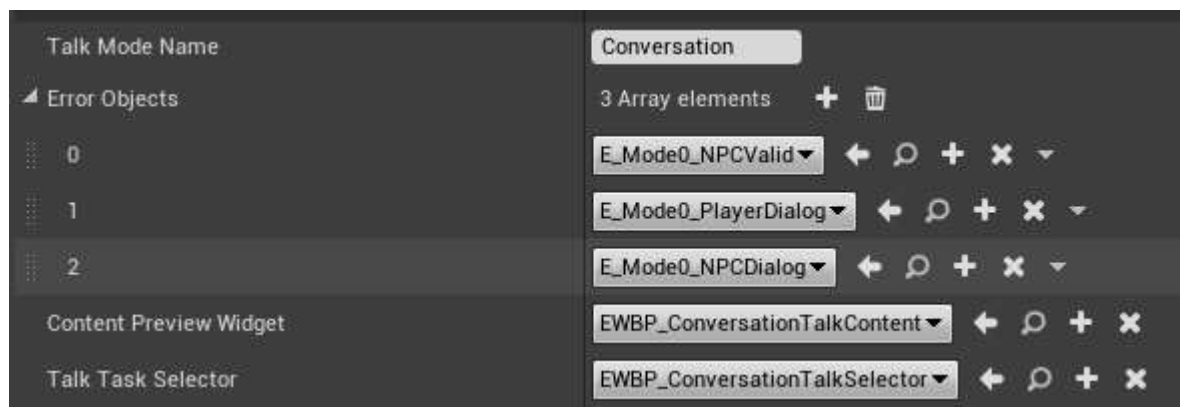 Talk Mode Name Conversation
Error Objects 3 Array elements
0 E_Mode0_NPCValid
1 E_Mode0_PlayerDialog
2 E_Mode0_NPCDialog
Content Preview Widget EWBP_ConversationTalkContent
Talk Task Selector EWBP_ConversationTalkSelector